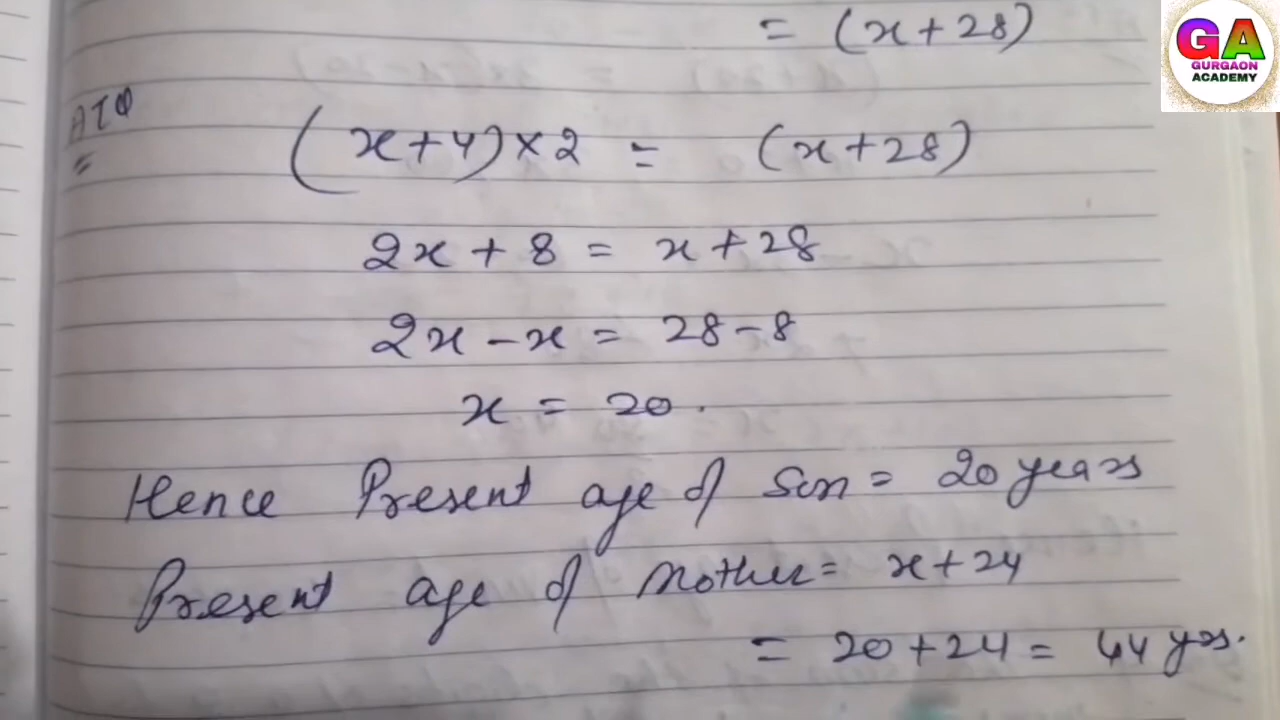 = (x+28)
GA
GURGAON
ACADEMY
ATQ
(x+4)×2 = (x+28)
2x+8 = x+28
2x-x = 28-8
x = 20.
Hence Present age of Son = 20 years
Present age of Mother = x+24
= 20+24 = 44 yrs.